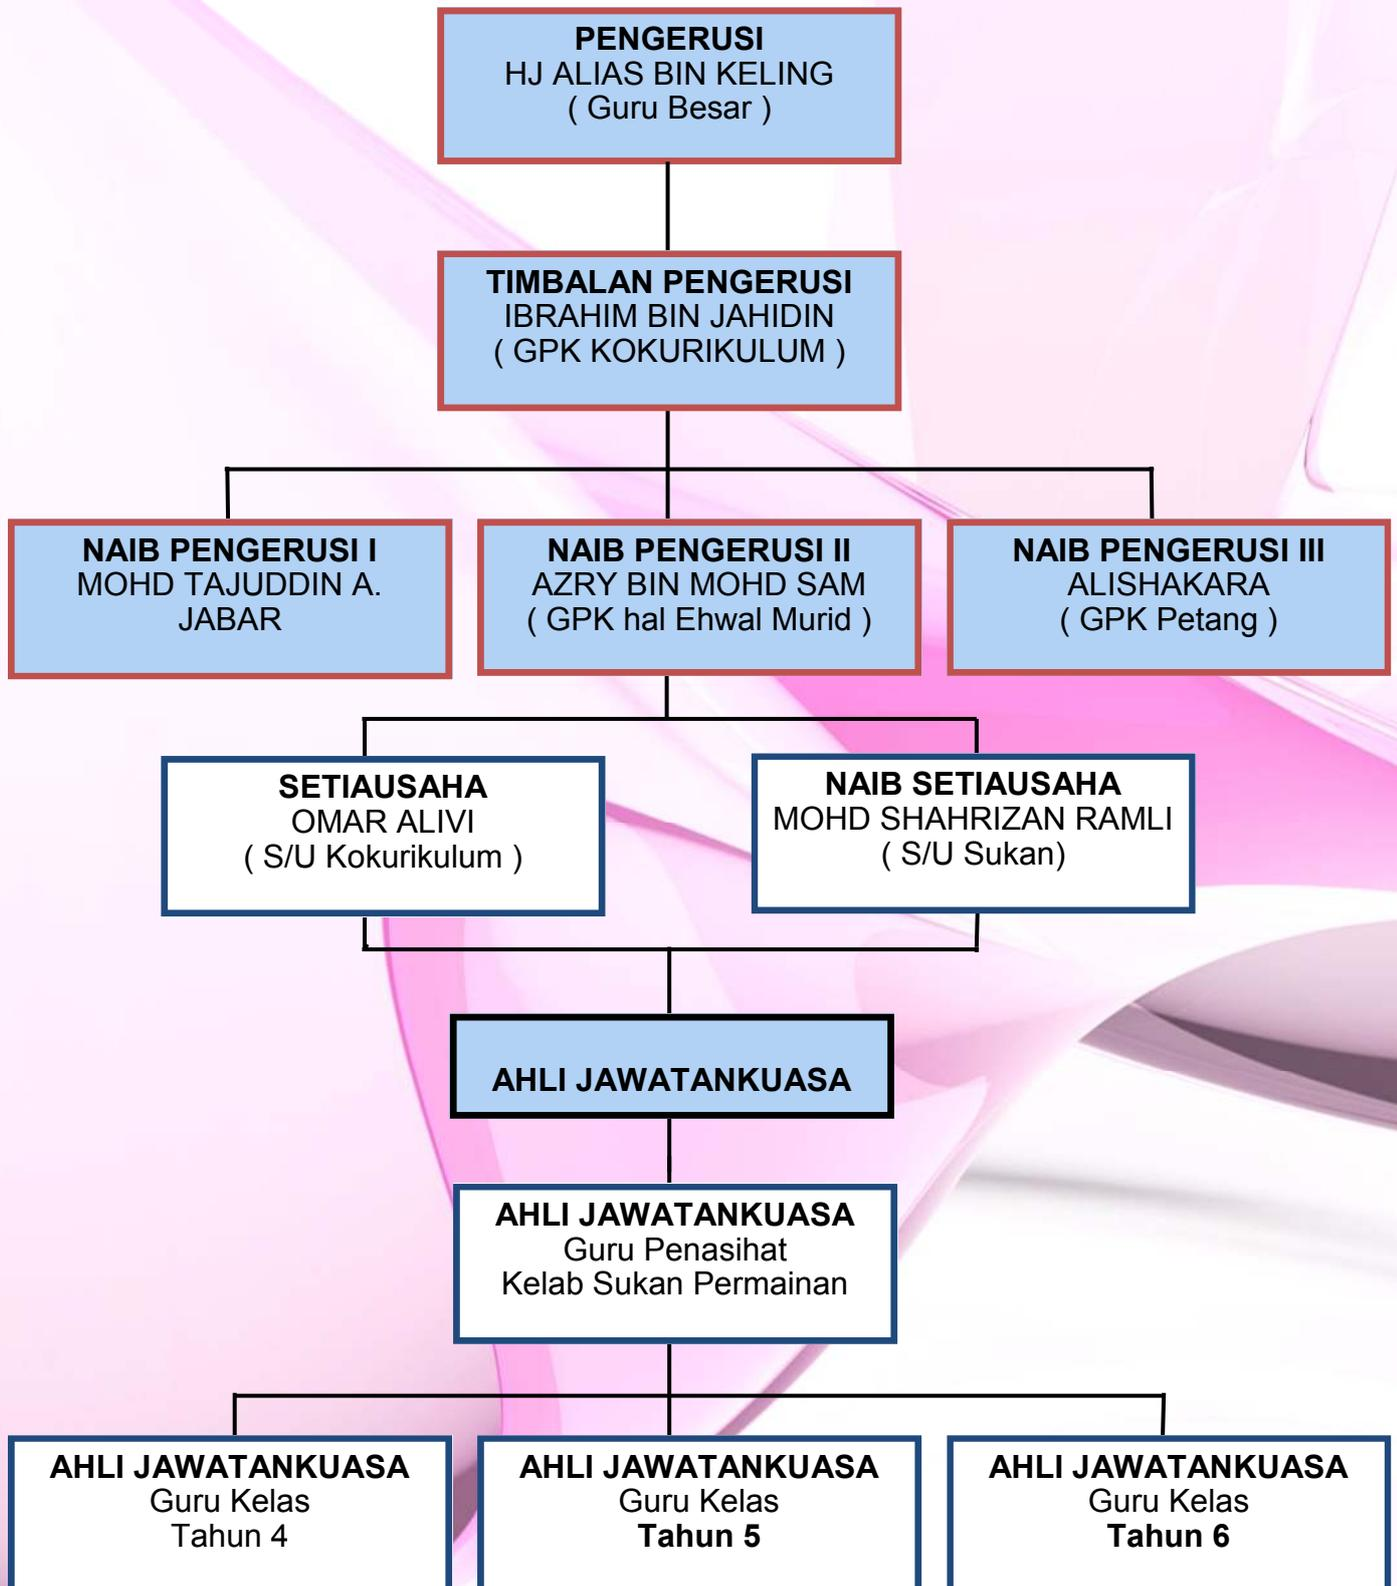 PENGERUSI
HJ ALIAS BIN KELING
( Guru Besar )
TIMBALAN PENGERUSI
IBRAHIM BIN JAHIDIN
( GPK KOKURIKULUM )
NAIB PENGERUSI I
MOHD TAJUDDIN A.
JABAR
NAIB PENGERUSI II
AZRY BIN MOHD SAM
( GPK hal Ehwal Murid )
NAIB PENGERUSI III
ALISHAKARA
( GPK Petang )
SETIAUSAHA
OMAR ALIVI
( S/U Kokurikulum )
NAIB SETIAUSAHA
MOHD SHAHRIZAN RAMLI
( S/U Sukan)
AHLI JAWATANKUASA
AHLI JAWATANKUASA
Guru Penasihat
Kelab Sukan Permainan
AHLI JAWATANKUASA
Guru Kelas
Tahun 4
AHLI JAWATANKUASA
Guru Kelas
Tahun 5
AHLI JAWATANKUASA
Guru Kelas
Tahun 6